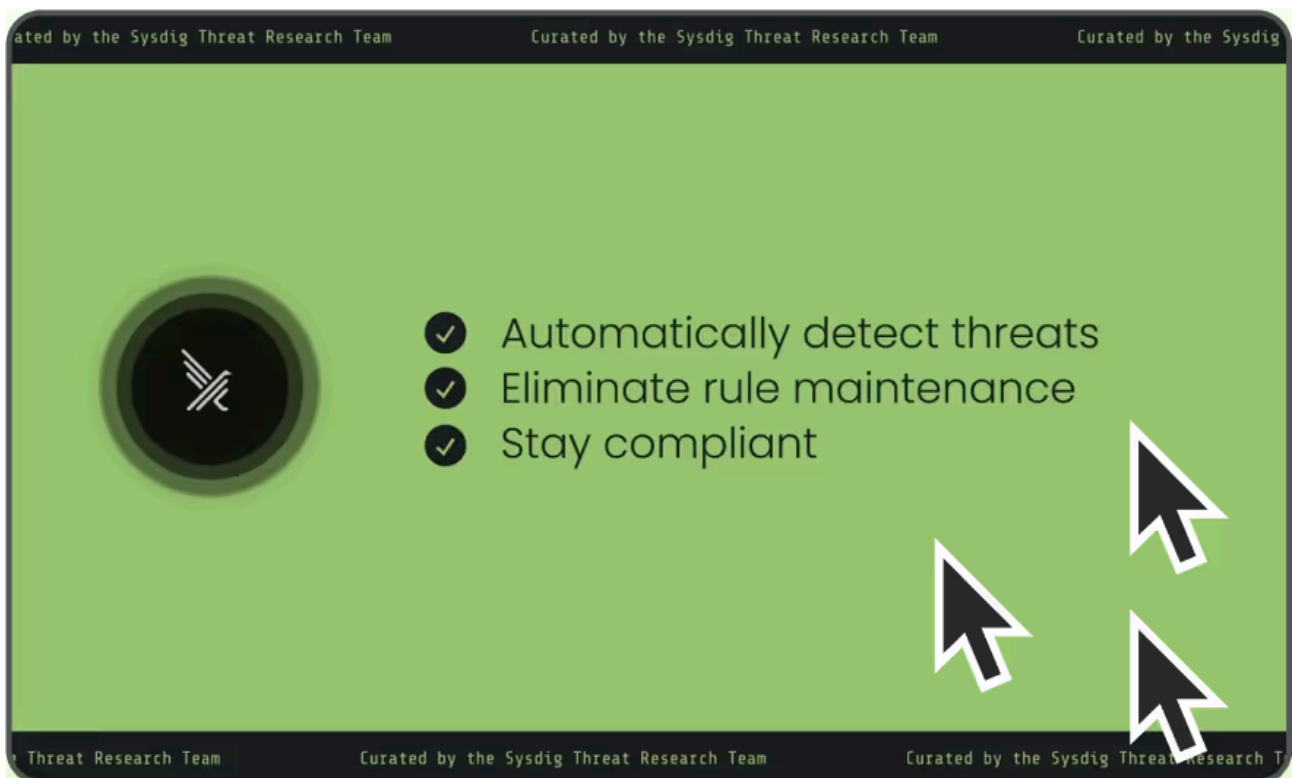 ated by the Sysdig Threat Research Team Curated by the Sysdig Threat Research Team Curated by the Sysdig
Automatically detect threats
Eliminate rule maintenance
Stay compliant
Threat Research Team Curated by the Sysdig Threat Research Team Curated by the Sysdig Threat Research